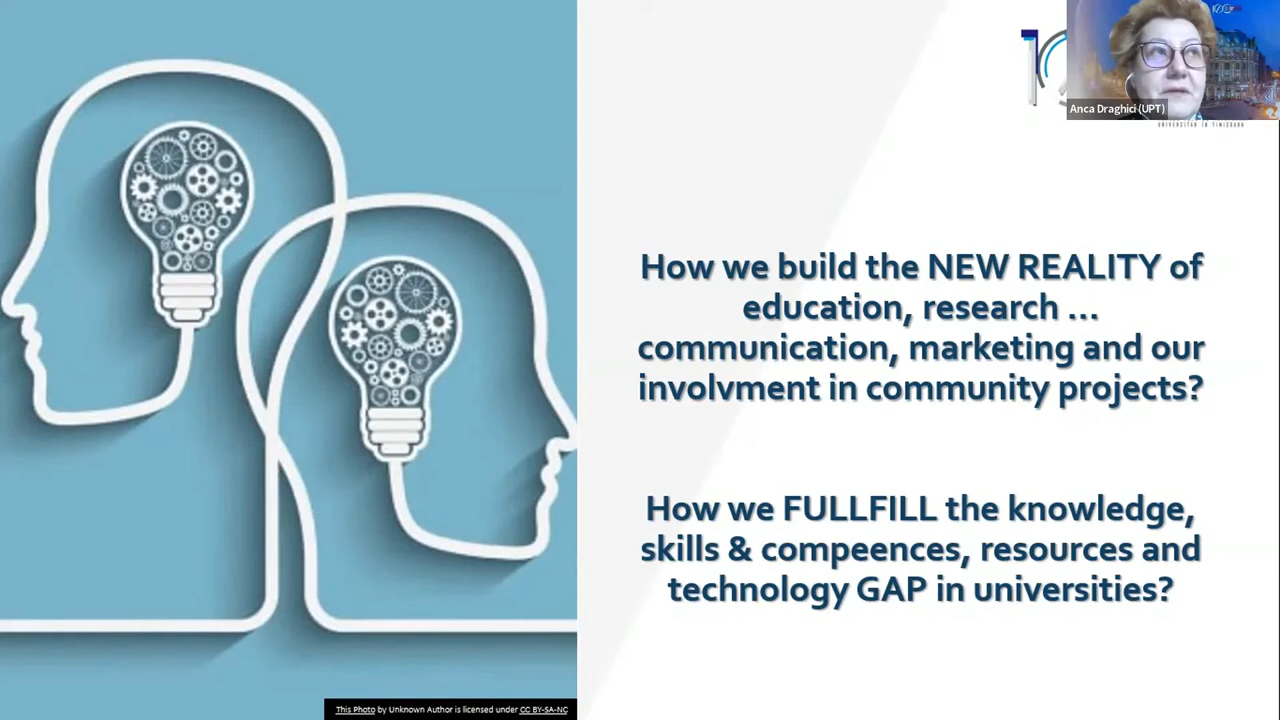 Anca Draghici (UPT)
How we build the NEW REALITY of
education, research ...
communication, marketing and our
involvment in community projects?
How we FULLFILL the knowledge,
skills & compeences, resources and
technology GAP in universities?
This Photo by Unknown Author is licensed under CC BY-SA-NC